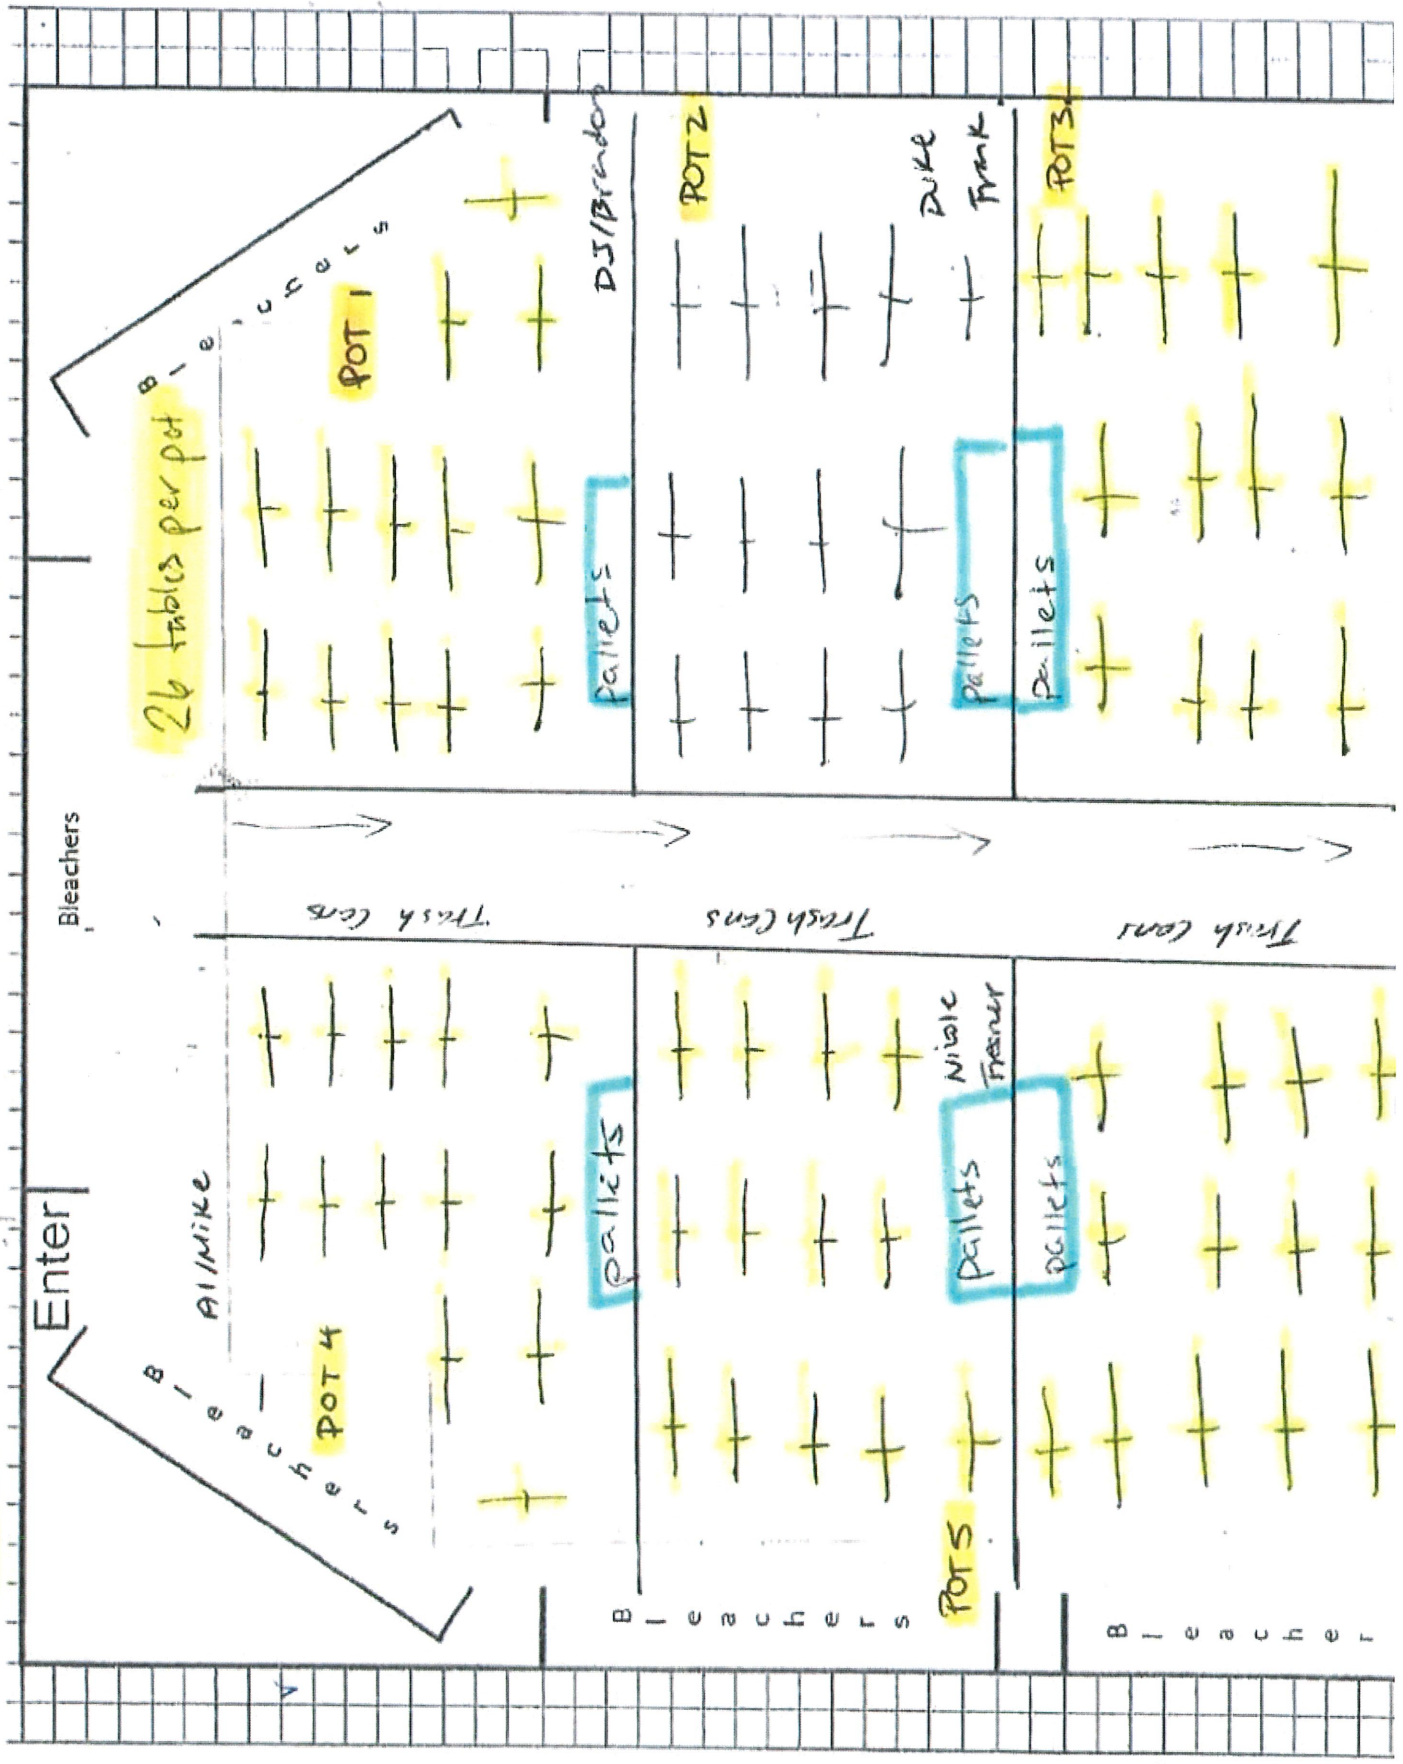 Enter
Bleachers
26 tables per pot
Bleachers
POT 1
DJ/Brandon
pallets
POT 2
Duke
Frank
pallets
POT 3
pallets
Trash Cans
Trash Cans
Trash Cans
Al/Mike
Bleachers
POT 4
pallets
Bleachers
POT 5
Nicole
pallets
pallets
Bleacher